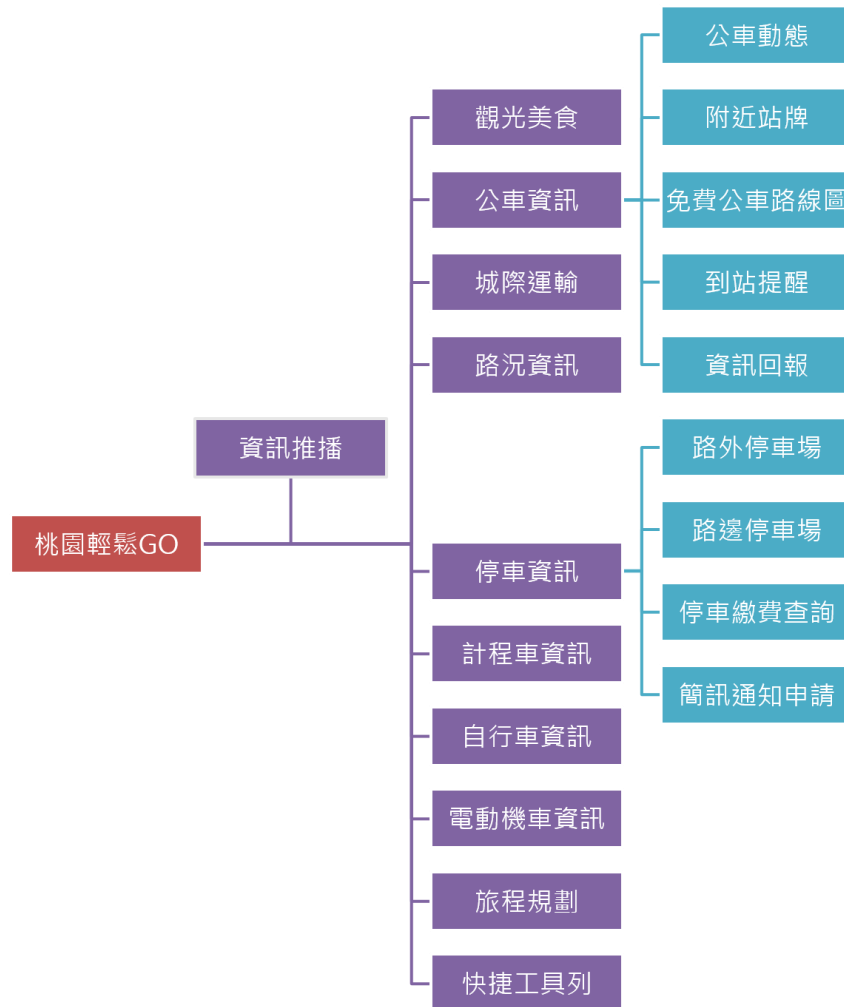 桃園輕鬆GO
資訊推播
觀光美食
公車資訊
公車動態
附近站牌
免費公車路線圖
到站提醒
資訊回報
城際運輸
路況資訊
停車資訊
路外停車場
路邊停車場
停車繳費查詢
簡訊通知申請
計程車資訊
自行車資訊
電動機車資訊
旅程規劃
快捷工具列